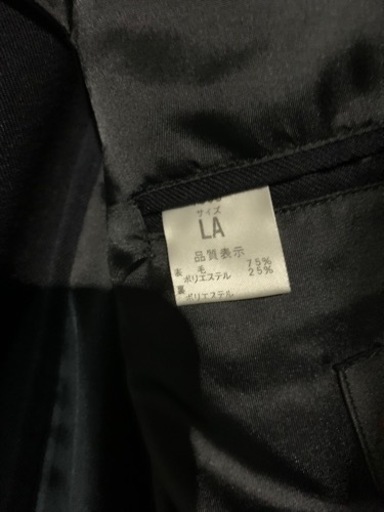 サイズ
LA
品質表示
表 毛 75%
ポリエステル 25%
裏 ポリエステル